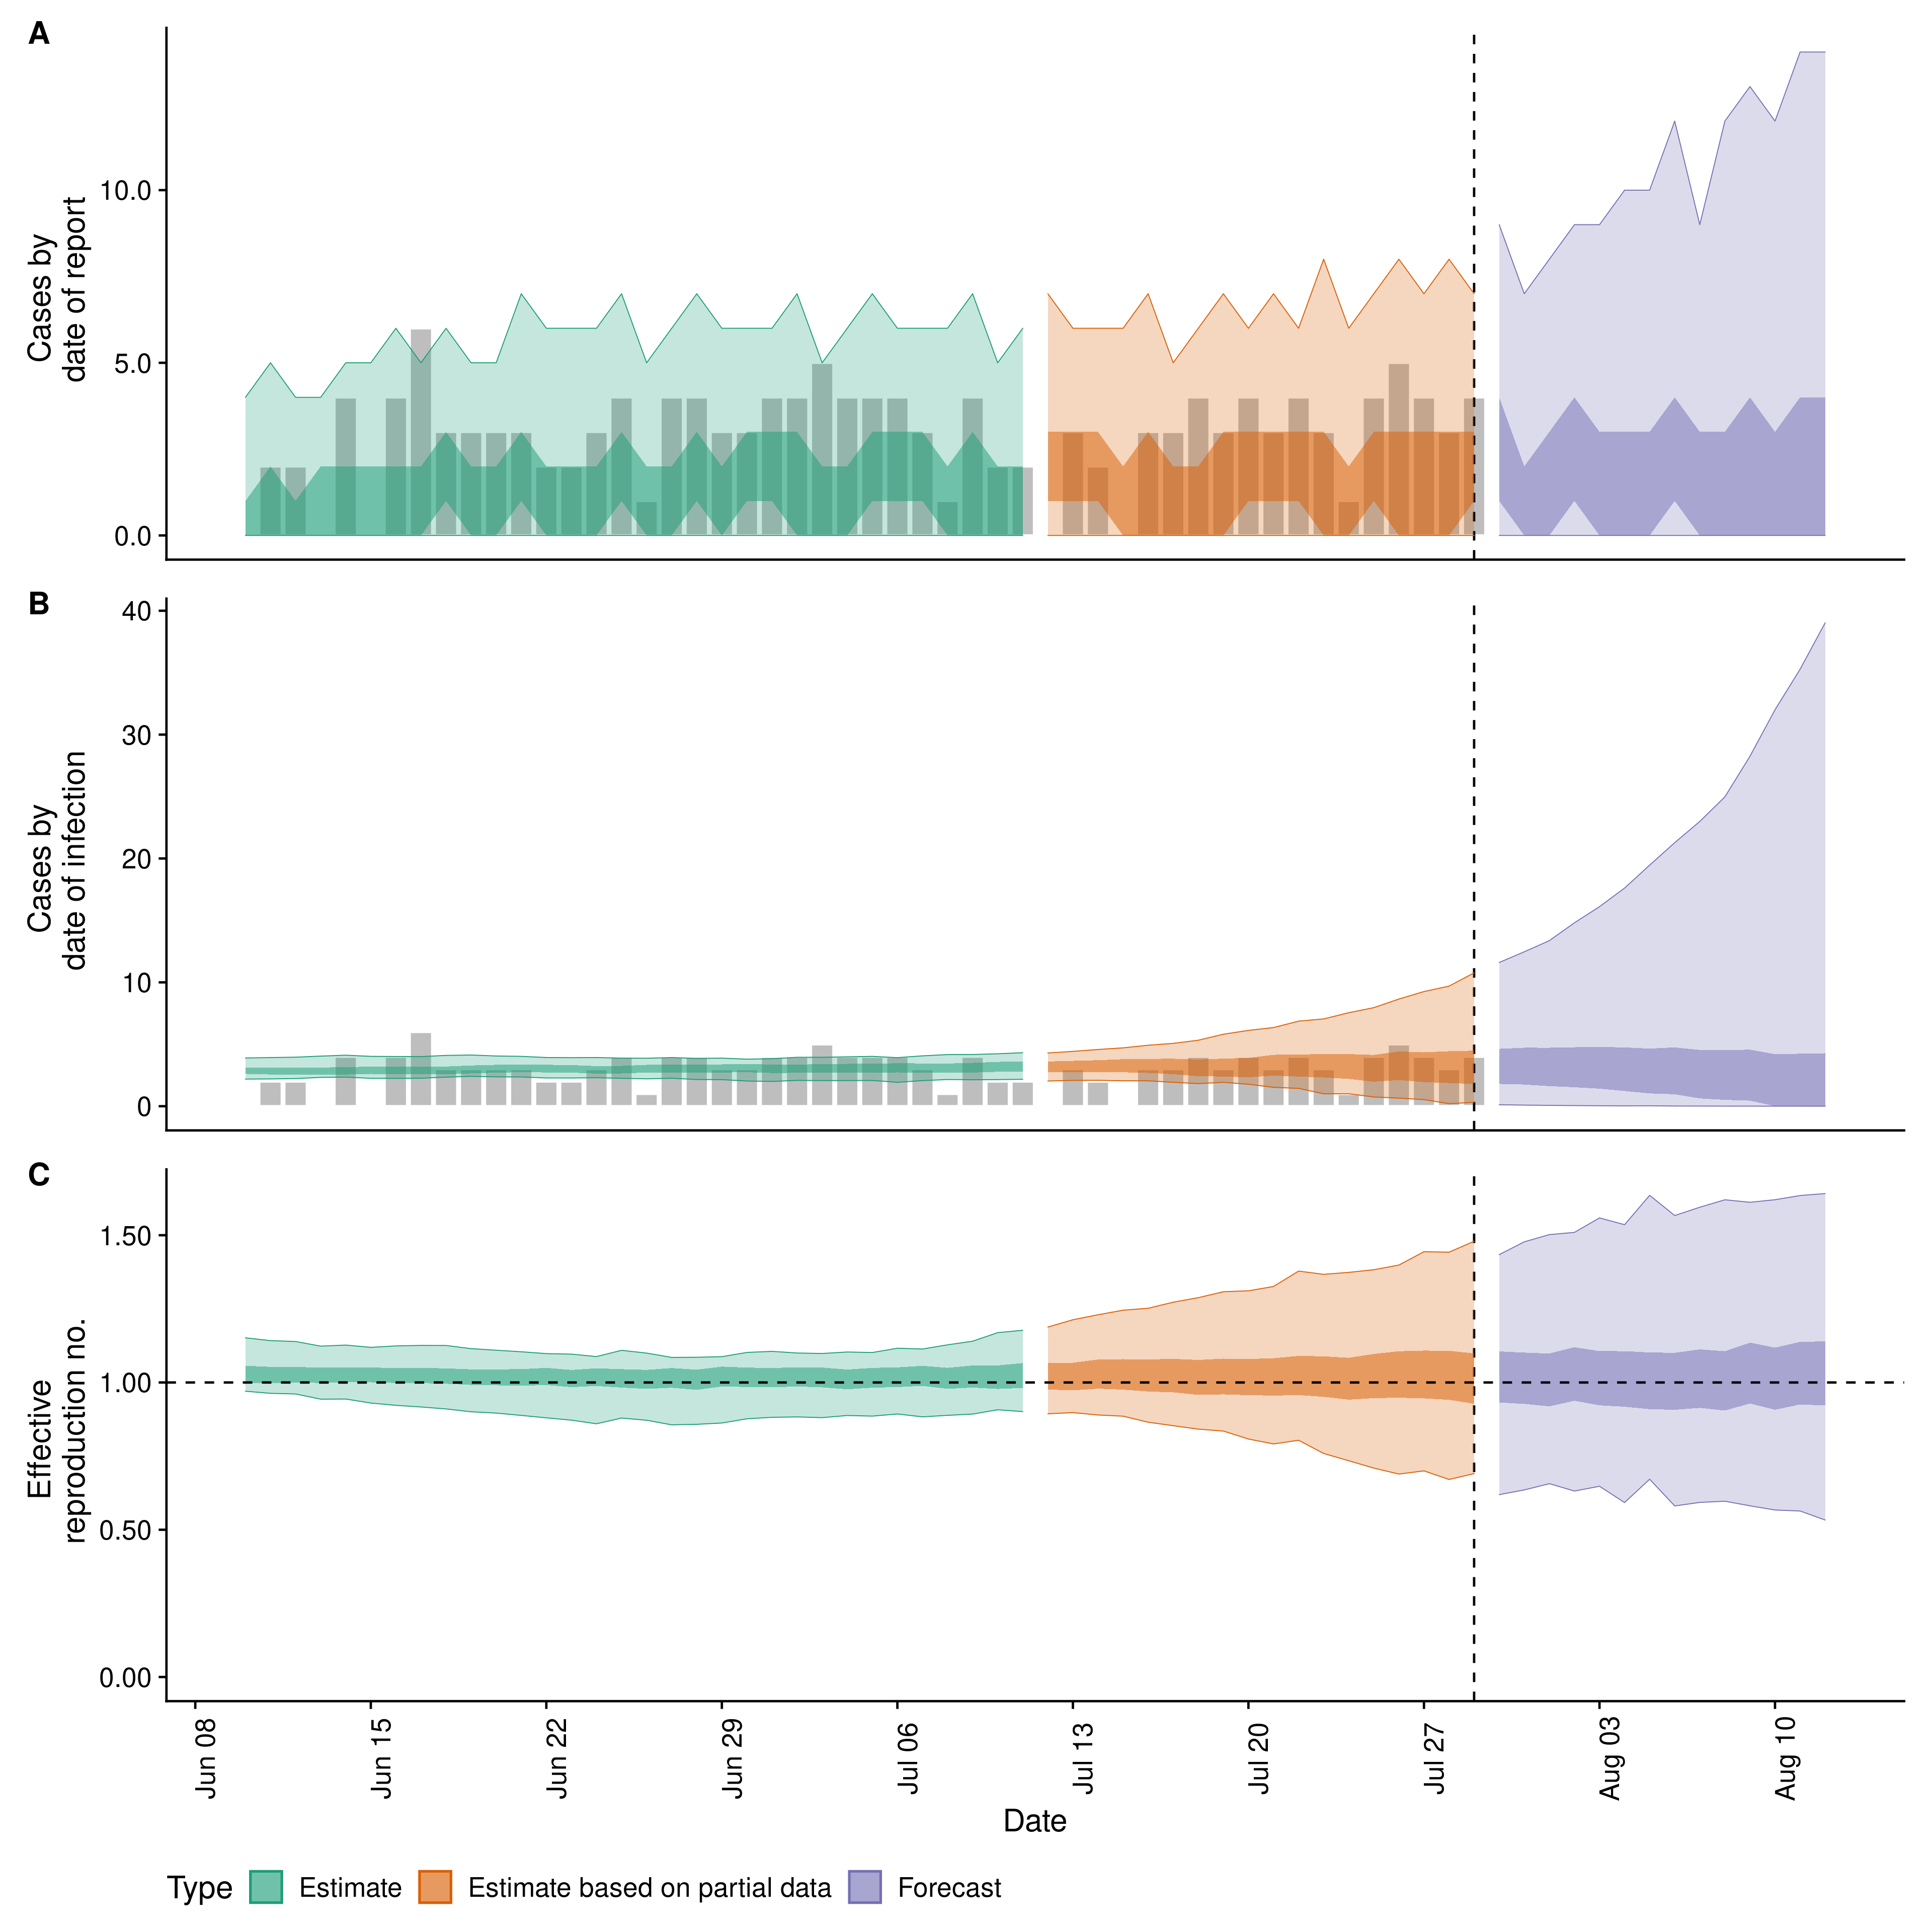 A
Cases by
date of report
10.0
5.0
0.0
B
Cases by
date of infection
40
30
20
10
0
C
Effective
reproduction no.
1.50
1.00
0.50
0.00
Jun 08
Jun 15
Jun 22
Jun 29
Jul 06
Jul 13
Jul 20
Jul 27
Aug 03
Aug 10
Date
Type Estimate Estimate based on partial data Forecast